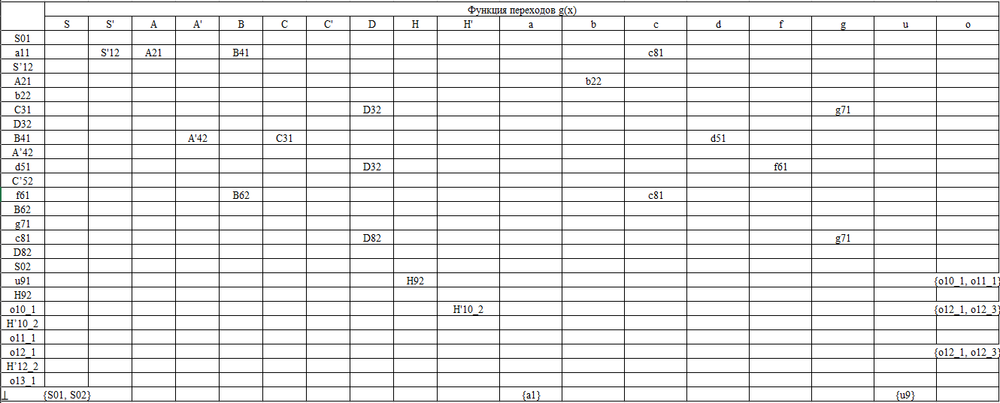 Функция переходов g(x)
S S' A A' B C C' D H H' a b c d f g u o
S01
a11 S'12 A21 B41 c81
S’12
A21 b22
b22
C31 D32 g71
D32
B41 A'42 C31 d51
A’42
d51 D32 f61
C’52
f61 B62 c81
B62
g71
c81 D82 g71
D82
S02
u91 H92 {o10_1, o11_1}
H92
o10_1 H'10_2 {o12_1, o12_3}
H’10_2
o11_1
o12_1 {o12_1, o12_3}
H’12_2
o13_1
⊥ {S01, S02} {a1} {u9}